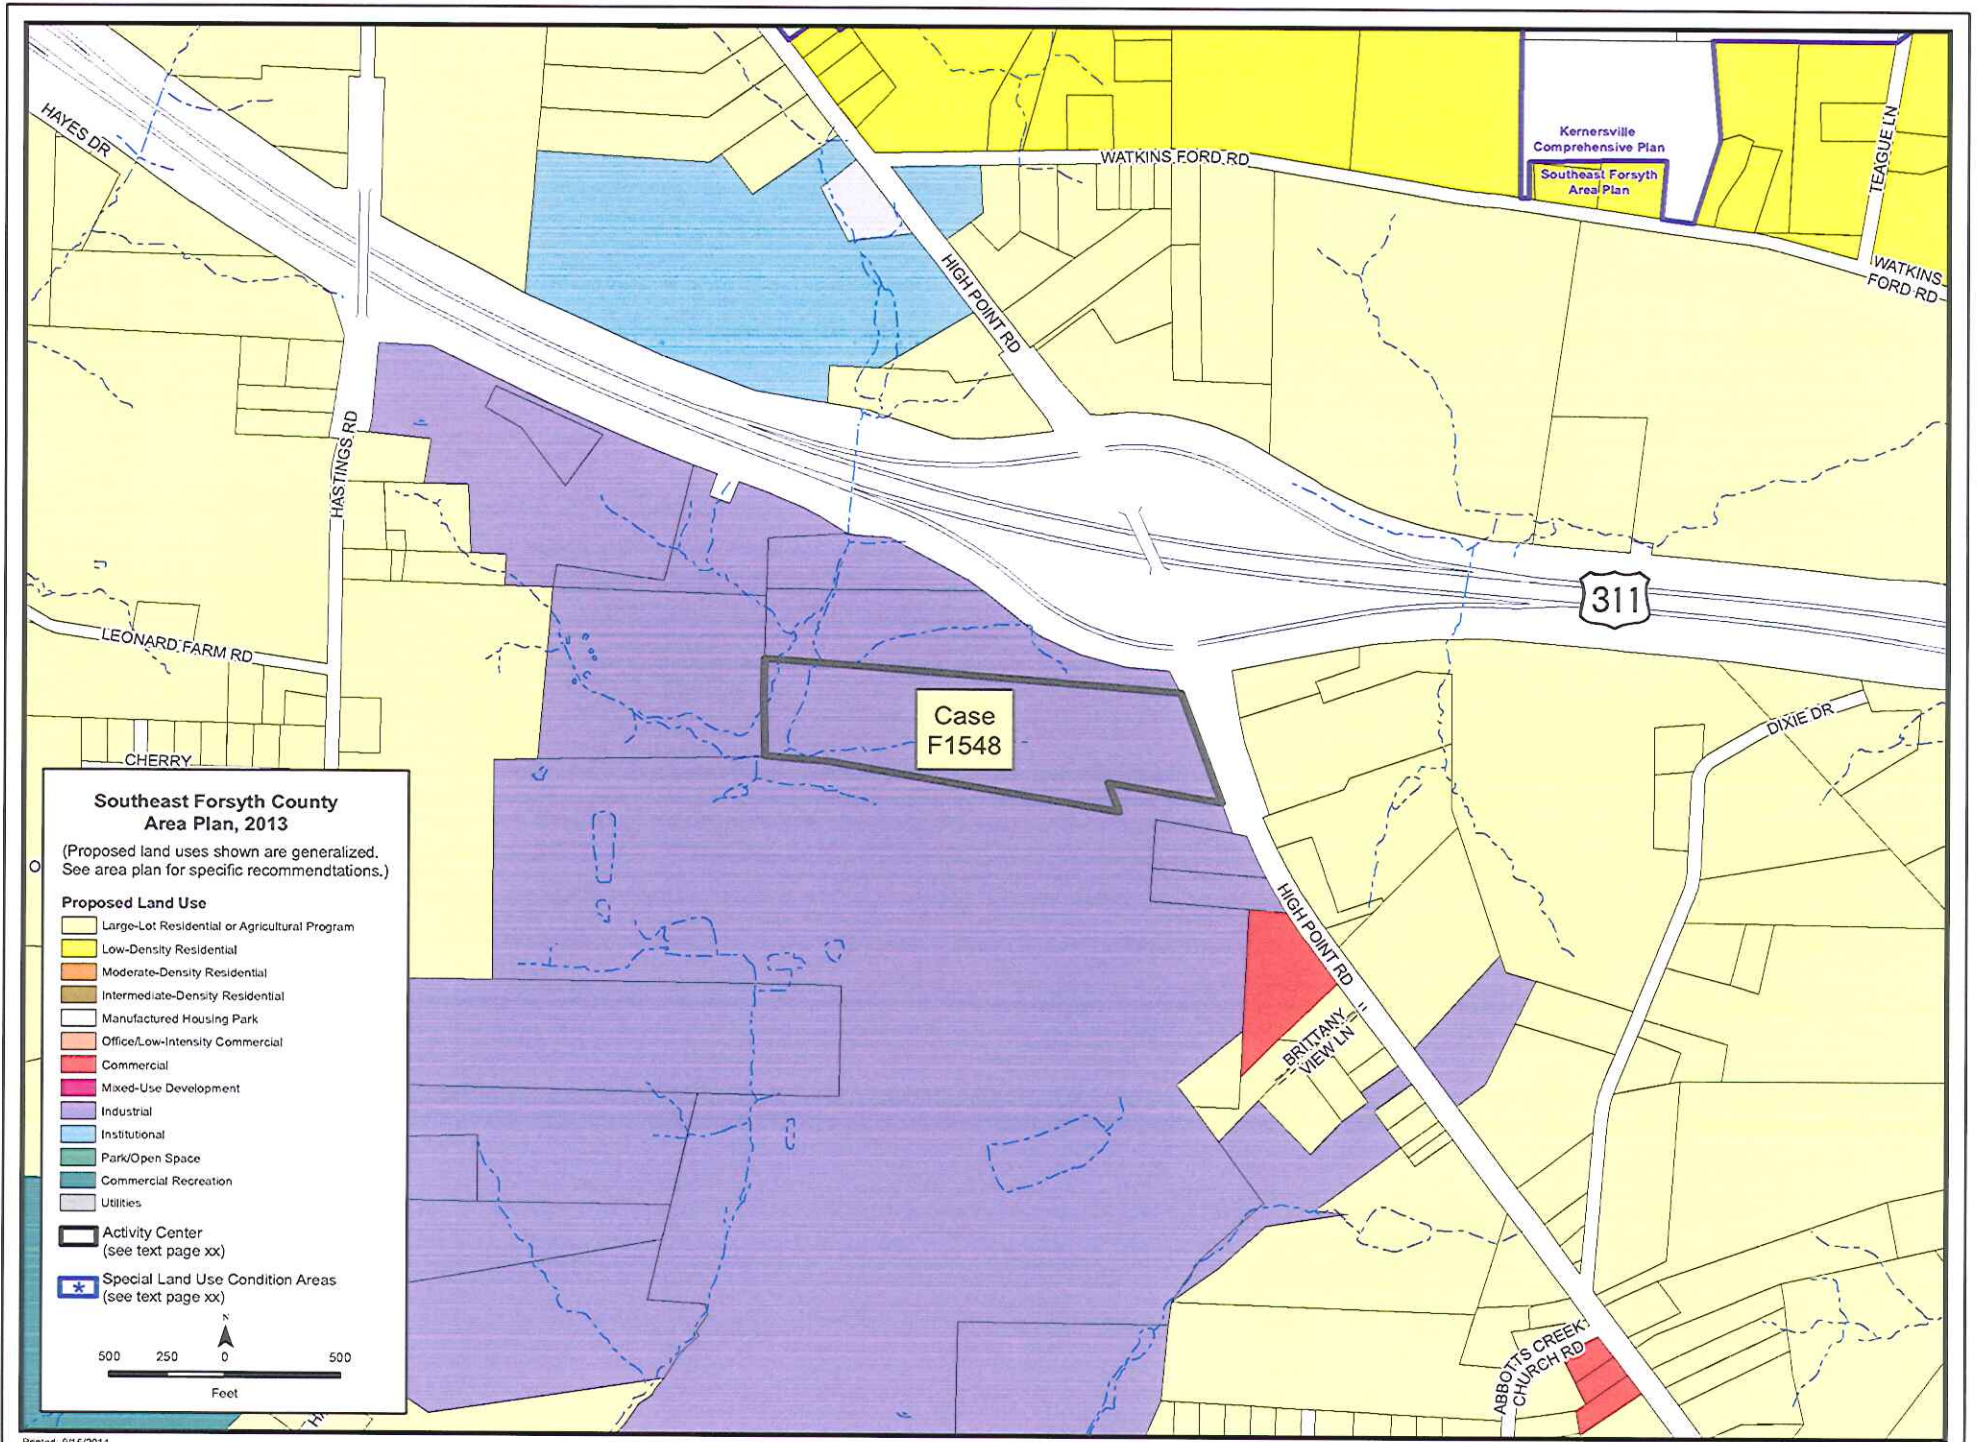 HAYES DR
WATKINS FORD RD
Kernersville
Comprehensive Plan
Southeast Forsyth
Area Plan
TEAGUE LN
WATKINS
FORD RD
HIGH POINT RD
HASTINGS RD
311
LEONARD FARM RD
Case
F1548
DIXIE DR
CHERRY
HIGH POINT RD
BRITTANY
VIEW LN
ABBOTTS CREEK
CHURCH RD
O
Southeast Forsyth County
Area Plan, 2013
(Proposed land uses shown are generalized.
See area plan for specific recommendtations.)
Proposed Land Use
Large-Lot Residential or Agricultural Program
Low-Density Residential
Moderate-Density Residential
Intermediate-Density Residential
Manufactured Housing Park
Office/Low-Intensity Commercial
Commercial
Mixed-Use Development
Industrial
Institutional
Park/Open Space
Commercial Recreation
Utilities
Activity Center
(see text page xx)
* Special Land Use Condition Areas
(see text page xx)
N
500 250 0 500
Feet